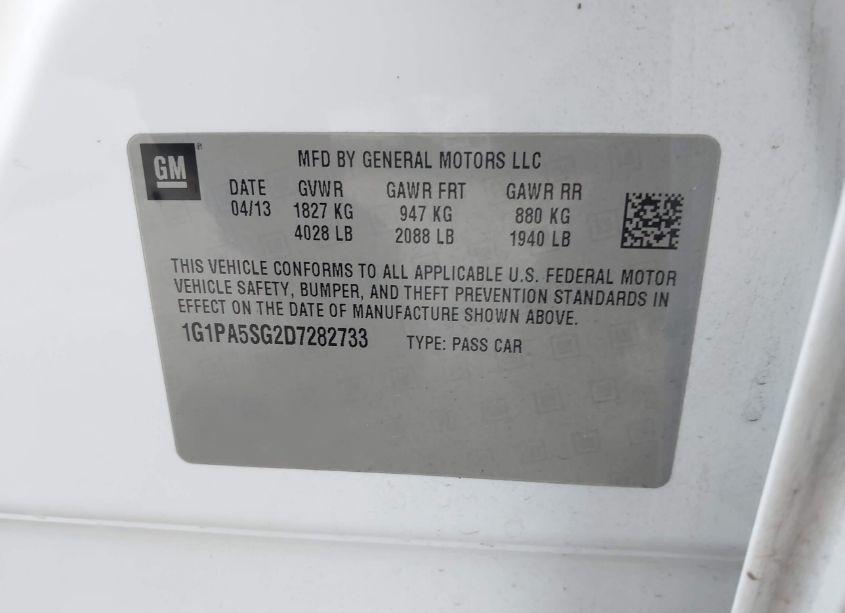 GM®
MFD BY GENERAL MOTORS LLC
DATE GVWR GAWR FRT GAWR RR
04/13 1827 KG 947 KG 880 KG
4028 LB 2088 LB 1940 LB
THIS VEHICLE CONFORMS TO ALL APPLICABLE U.S. FEDERAL MOTOR
VEHICLE SAFETY, BUMPER, AND THEFT PREVENTION STANDARDS IN
EFFECT ON THE DATE OF MANUFACTURE SHOWN ABOVE.
1G1PA5SG2D7282733 TYPE: PASS CAR